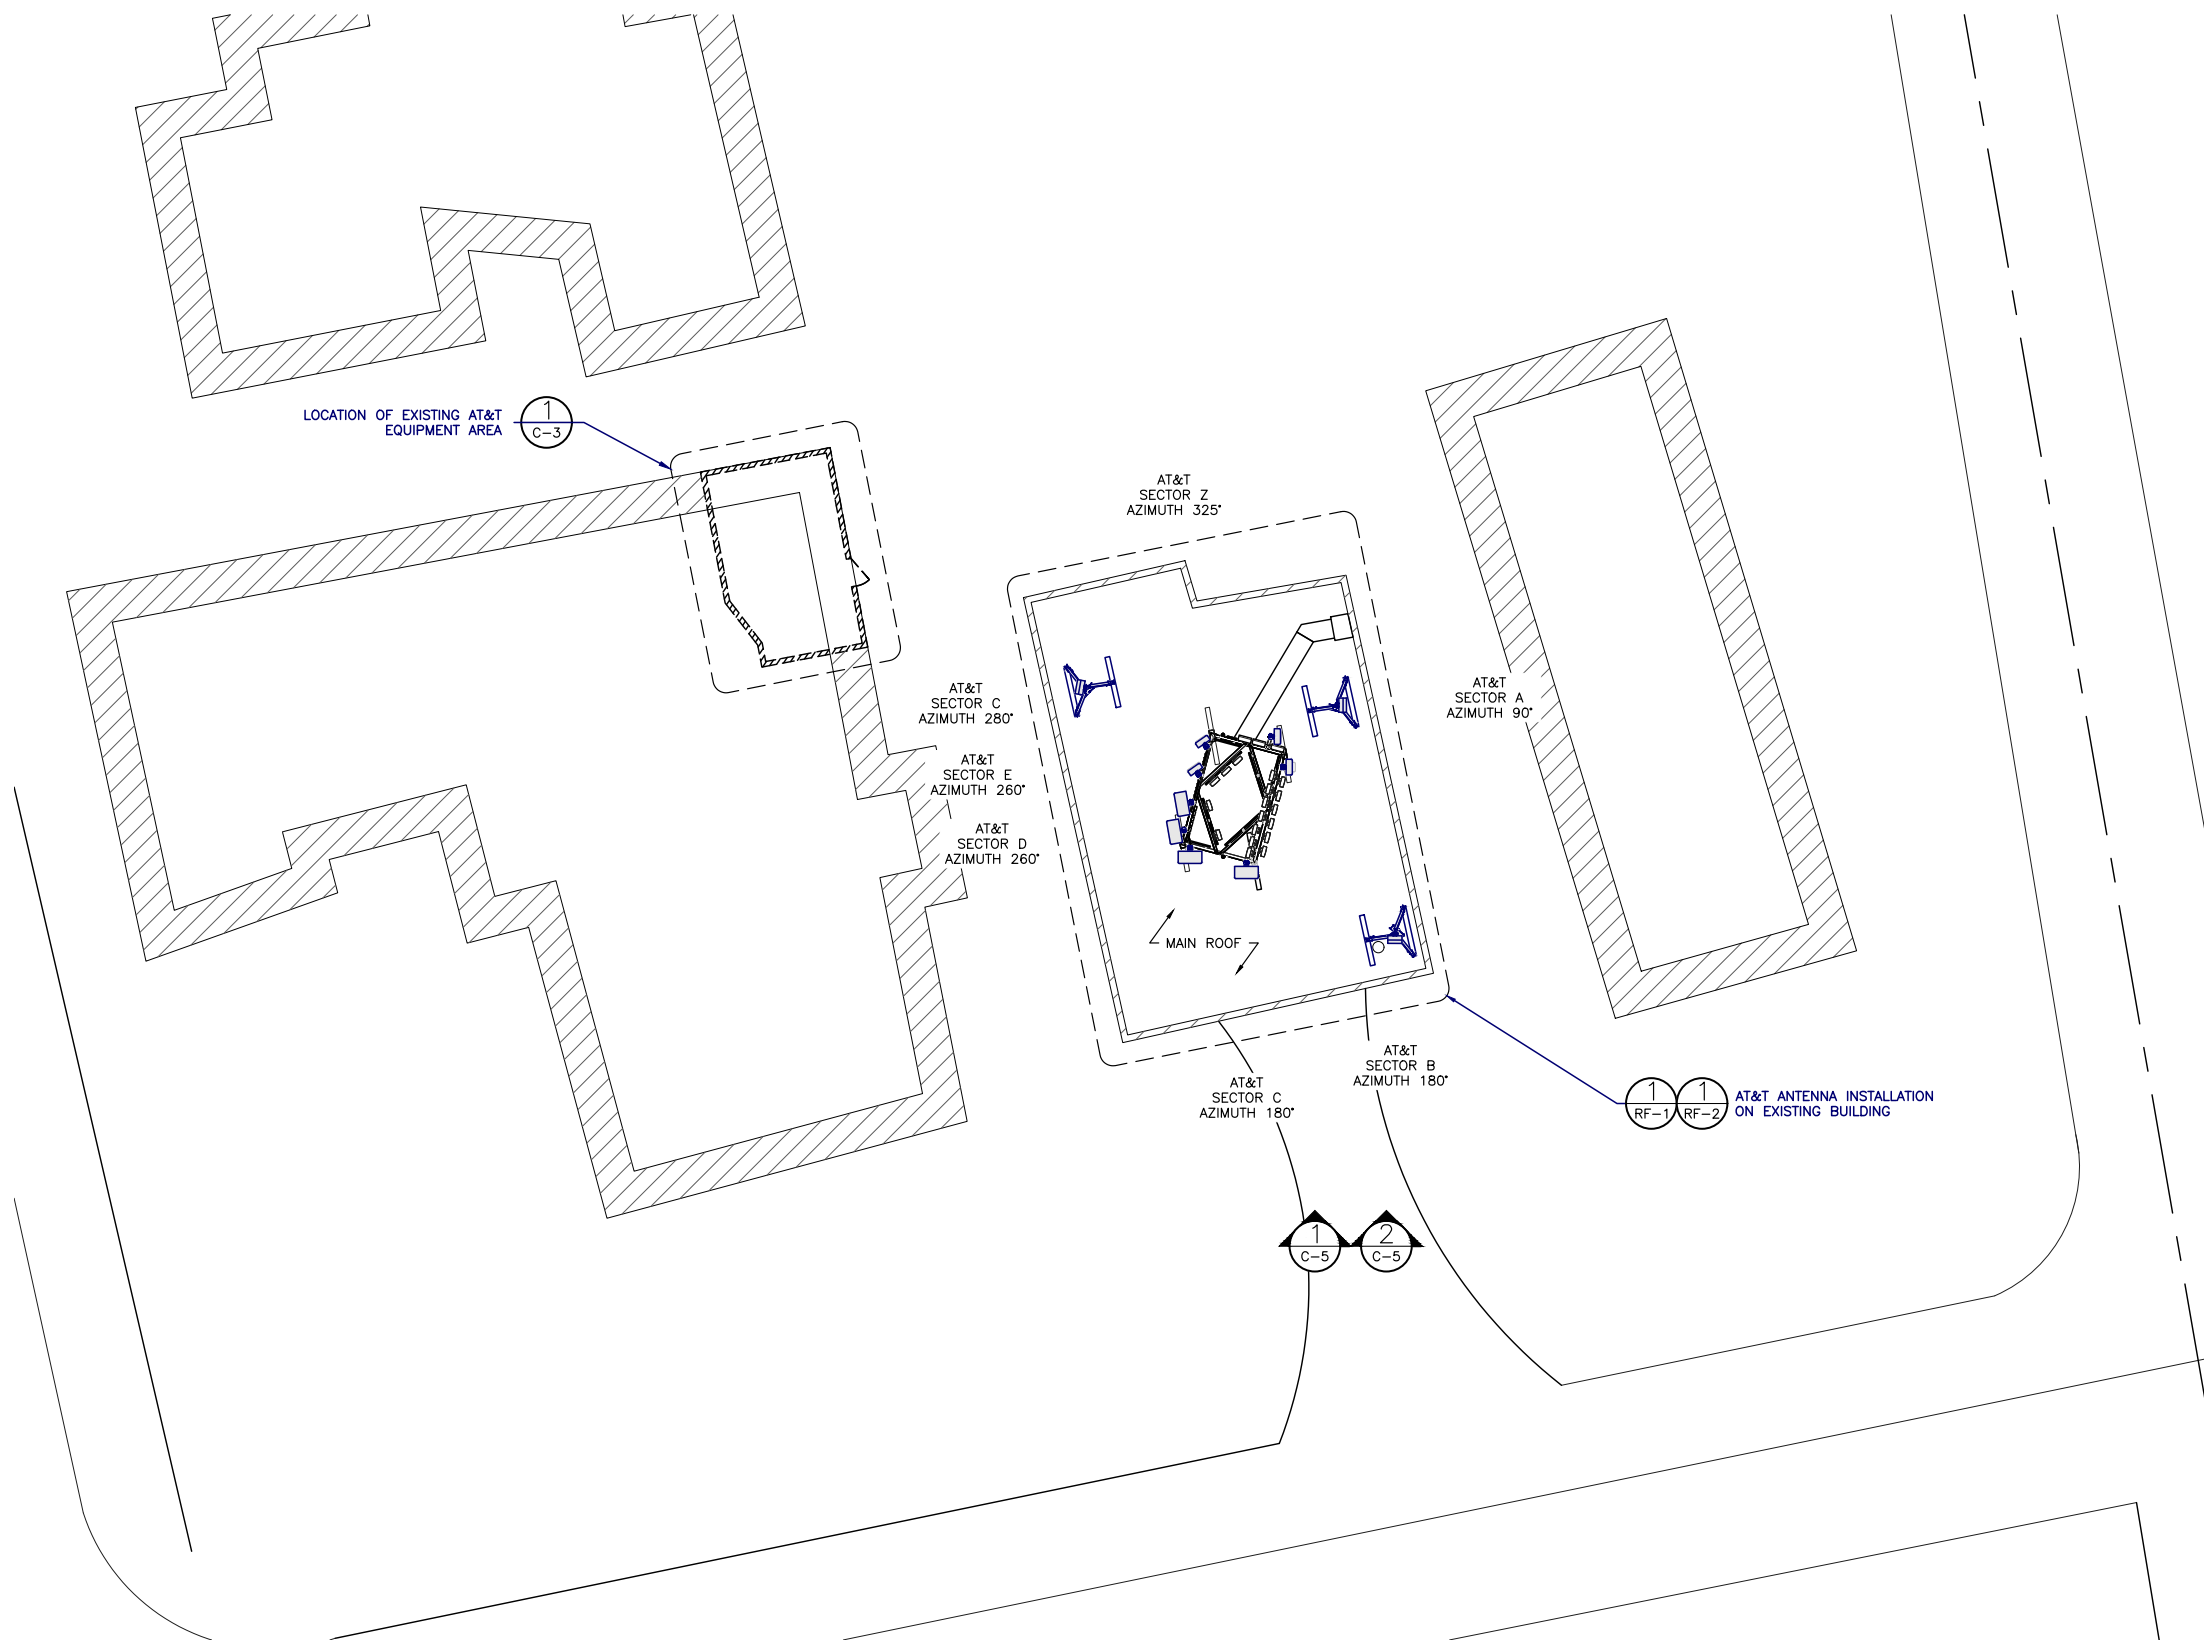 LOCATION OF EXISTING AT&T
EQUIPMENT AREA
1
C-3
AT&T
SECTOR Z
AZIMUTH 325°
AT&T
SECTOR C
AZIMUTH 280°
AT&T
SECTOR A
AZIMUTH 90°
AT&T
SECTOR E
AZIMUTH 260°
AT&T
SECTOR D
AZIMUTH 260°
MAIN ROOF
AT&T
SECTOR B
AZIMUTH 180°
AT&T
SECTOR C
AZIMUTH 180°
1
RF-1
1
RF-2
AT&T ANTENNA INSTALLATION
ON EXISTING BUILDING
1
C-5
2
C-5